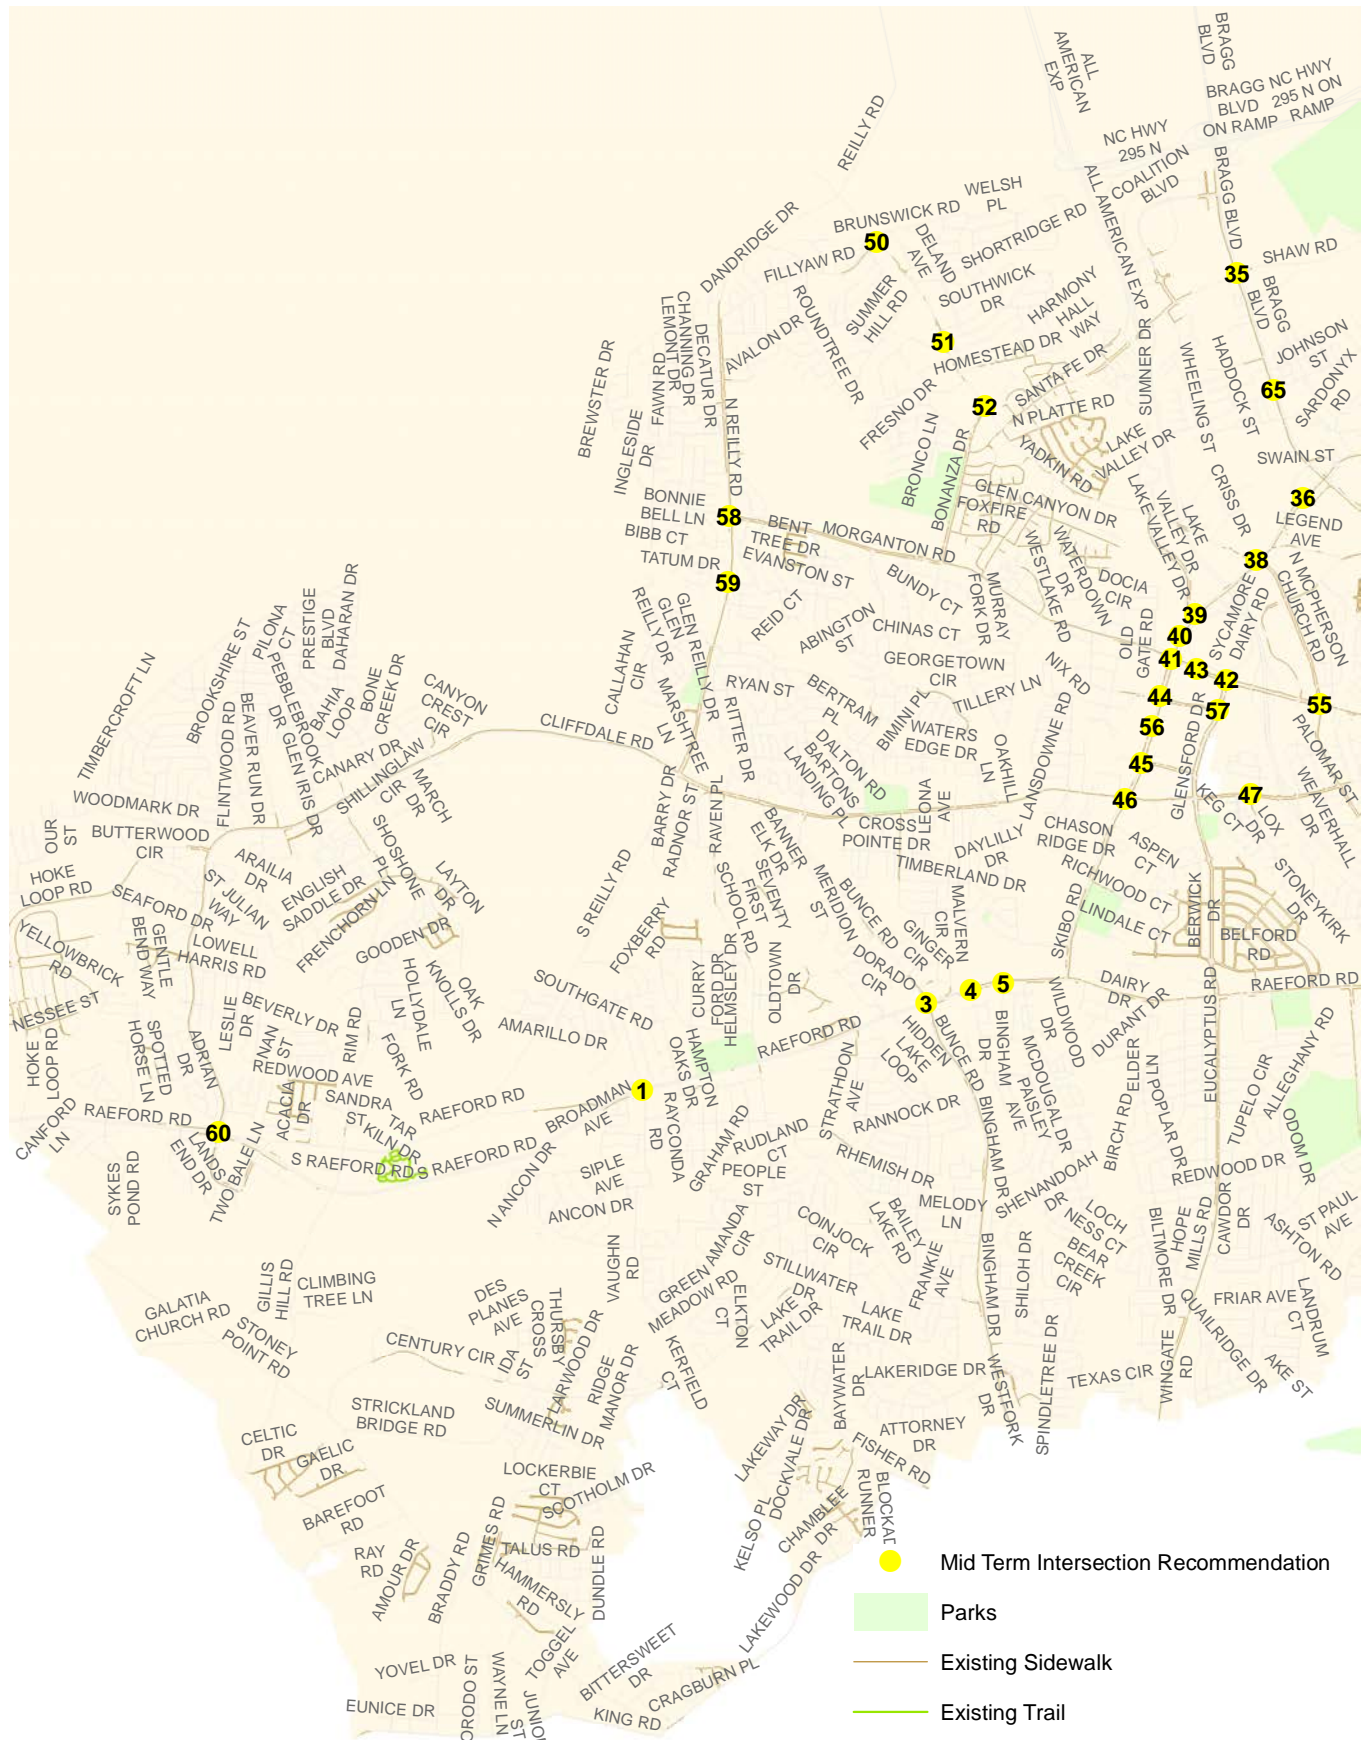 BRAGG
BLVD
ALL
AMERICAN
EXP
BRAGG
BLVD
NC HWY
295 N ON
RAMP
ON RAMP
REILLY RD
NC HWY
295 N
COALITION
BLVD
BRAGG BLVD
WELSH
PL
BRUNSWICK RD
SHORTRIDGE RD
DELAND
AVE
50
FILLYAW RD
DANDRIDGE DR
ALL AMERICAN EXP
SHAW RD
35
BRAGG
BLVD
SOUTHWICK
DR
HARMONY
HALL
WAY
SUMMER
HILL RD
ROUNDTREE DR
AVALON DR
CHANNING DR
LEMONT DR
DECATUR DR
FAWN RD
BREWSTER DR
51
HOMESTEAD DR
SANTA FE DR
SUMNER DR
WHEELING ST
HADDOCK ST
JOHNSON
ST
SARDONYX
RD
65
52
N PLATTE RD
FRESNO DR
BRONCO LN
BONANZA DR
YADKIN RD
LAKE
VALLEY DR
N REILLY RD
INGLESIDE
DR
SWAIN ST
CRISS DR
36
LEGEND
AVE
GLEN CANYON DR
FOXFIRE
RD
LAKE VALLEY DR
LAKE
VALLEY DR
BONNIE
BELL LN
58
BENT
TREE DR
MORGANTON RD
BIBB CT
TATUM DR
59
EVANSTON ST
BUNDY CT
WESTLAKE RD
WATERDOWN
DR
DOCIA
CIR
38
N MCPHERSON
CHURCH RD
MURRAY
FORK DR
39
SYCAMORE
DAIRY RD
40
OLD
GATE RD
41
43
42
REID CT
ABINGTON
ST
CHINAS CT
GLEN REILLY DR
GLEN
REILLY DR
GEORGETOWN
CIR
NIX RD
44
57
55
56
RYAN ST
BERTRAM
PL
BIMINI PL
TILLERY LN
WATERS
EDGE DR
LANSDOWNE RD
GLENSFORD DR
PALOMAR ST
CALLAHAN
CIR
MARSHTREE
LN
RITTER DR
DALTON RD
BARTONS
LANDING PL
OAKHILL
LN
45
46
47
KEG CT
LOX
DR
WEAVERHALL
DR
DAHARAN DR
PRESTIGE
BLVD
PILONA
CT
BROOKSHIRE ST
TIMBERCROFT LN
BAHIA
LOOP
BONE
CREEK DR
CANYON
CREST
CIR
CLIFFDALE RD
PEBBLEBROOK
DR
GLEN IRIS DR
BEAVER RUN DR
FLINTWOOD RD
CANARY DR
SHILLINGLAW
CIR
MARCH
DR
WOODMARK DR
BUTTERWOOD
CIR
OUR
ST
HOKE
LOOP RD
BARRY DR
RADNOR ST
RAVEN PL
BANNER
ELK DR
SEVENTY
FIRST
SCHOOL RD
CROSS
POINTE DR
LEONA
AVE
DAYLILLY
DR
TIMBERLAND DR
CHASON
RIDGE DR
ASPEN
CT
RICHWOOD CT
LINDALE CT
STONEYKIRK
DR
BERWICK
DR
BELFORD
RD
SKIBO RD
SHOSHONE
PL
LAYTON
DR
ARAILIA
DR
ENGLISH
SADDLE DR
FRENCHORN LN
GOODEN DR
ST JULIAN
WAY
SEAFORD DR
LOWELL
HARRIS RD
GENTLE
BEND WAY
YELLOWBRICK
RD
S REILLY RD
FOXBERRY
RD
MERIDION
ST
BUNCE RD
GINGER
CIR
MALVERN
CIR
DORADO
CIR
OLDTOWN
DR
HELMSLEY DR
CURRY
FORD DR
NESSEE ST
HOKE
LOOP RD
LESLIE
DR
BEVERLY DR
HOLLYDALE
LN
OAK
KNOLLS DR
SOUTHGATE RD
AMARILLO DR
3
4
5
DAIRY
DR
DURANT DR
RAEFORD RD
RAEFORD RD
WILDWOOD
DR
SPOTTED
HORSE LN
ADRIAN
DR
ENAN
ST
RIM RD
REDWOOD AVE
FORK RD
SANDRA
ST
TAR
KILN DR
ACACIA
DR
RAEFORD RD
BROADMAN
AVE
1
HAMPTON
OAKS DR
RAYCONDA
RD
HIDDEN
LAKE
LOOP
BUNCE RD
BINGHAM DR
BINGHAM
DR
MCDOUGAL DR
PAISLEY
AVE
STRATHDON
AVE
RANNOCK DR
EUCALYPTUS RD
ALLEGHANY RD
TUPELO CIR
ELDER
LN
BIRCH RD
POPLAR DR
ODOM DR
RAEFORD RD
CANFORD
LN
60
S RAEFORD RD
S RAEFORD RD
LANDS
END DR
TWO BALE LN
SYKES
POND RD
N ANCON DR
SIPLE
AVE
ANCON DR
GRAHAM RD
RUDLAND
CT
PEOPLE
ST
RHEMISH DR
SHENANDOAH
DR
REDWOOD DR
MELODY
LN
LOCH
NESS CT
BEAR
CREEK
CIR
BILTMORE DR
HOPE
MILLS RD
CAWDOR
DR
ST PAUL
AVE
ASHTON RD
COINJOCK
CIR
BAILEY
LAKE RD
FRANKIE
AVE
BINGHAM DR
SHILOH DR
GREEN
MEADOW RD
AMANDA
CIR
STILLWATER
DR
LAKE
TRAIL DR
LAKE
TRAIL DR
ELKTON
CT
VAUGHN
RD
GILLIS
HILL RD
CLIMBING
TREE LN
GALATIA
CHURCH RD
STONEY
POINT RD
DES
PLANES
AVE
THURSBY
CROSS
LARWOOD DR
CENTURY CIR
IDA
ST
RIDGE
MANOR DR
KERFIELD
CT
FRIAR AVE
LANDRUM
CT
QUAILRIDGE DR
AKE ST
WINGATE
RD
TEXAS CIR
SPINDLETREE DR
WESTFORK
DR
LAKERIDGE DR
BAYWATER
DR
STRICKLAND
BRIDGE RD
SUMMERLIN DR
CELTIC
DR
GAELIC
DR
BAREFOOT
RD
LOCKERBIE
CT
SCOTHOLM DR
LAKEWAY DR
DOCKVALE DR
ATTORNEY
DR
FISHER RD
KELSO PL
CHAMBLEE
DR
BLOCKAD
RUNNER
RAY
RD
AMOUR DR
BRADDY RD
GRIMES RD
TALUS RD
HAMMERSLY
RD
DUNDLE RD
TOGGEL
AVE
LAKEWOOD DR
YOVEL DR
EUNICE DR
ORODO ST
WAYNE LN
JUNIO
ST
BITTERSWEET
DR
CRAGBURN PL
KING RD
Mid Term Intersection Recommendation
Parks
Existing Sidewalk
Existing Trail